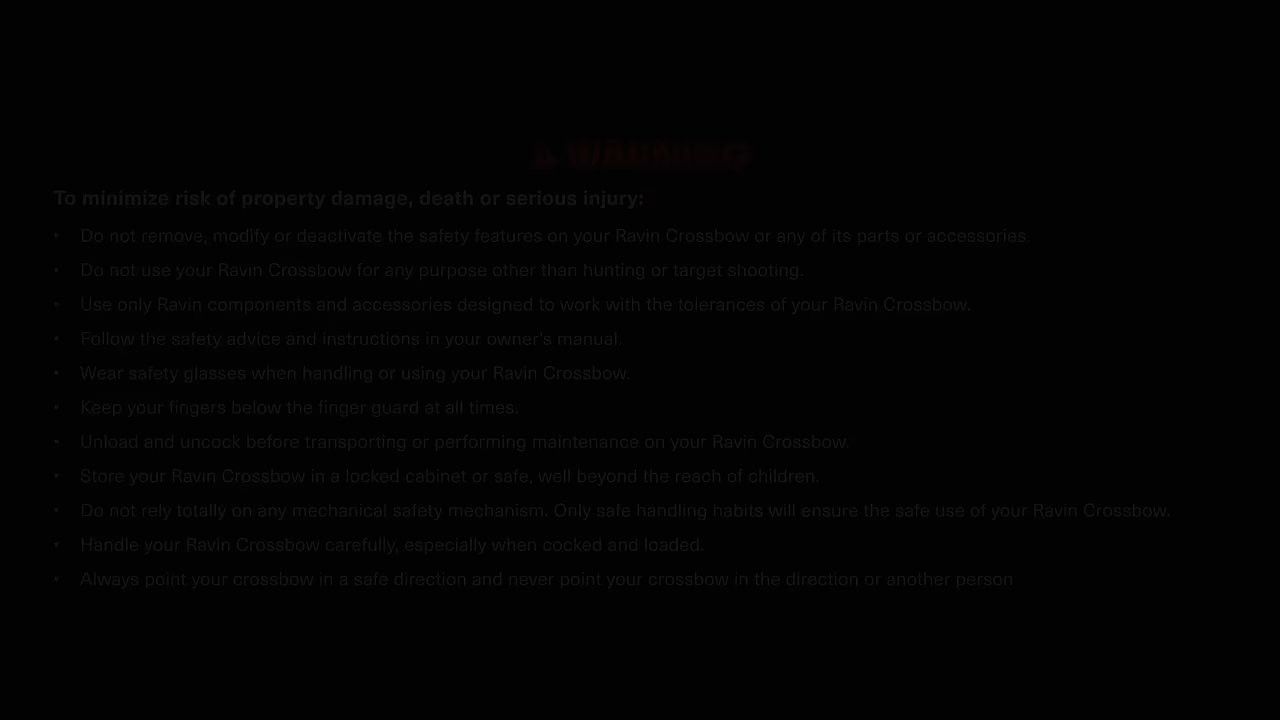 ⚠ WARNING
To minimize risk of property damage, death or serious injury:
• Do not remove, modify or deactivate the safety features on your Ravin Crossbow or any of its parts or accessories.
• Do not use your Ravin Crossbow for any purpose other than hunting or target shooting.
• Use only Ravin components and accessories designed to work with the tolerances of your Ravin Crossbow.
• Follow the safety advice and instructions in your owner's manual.
• Wear safety glasses when handling or using your Ravin Crossbow.
• Keep your fingers below the finger guard at all times.
• Unload and uncock before transporting or performing maintenance on your Ravin Crossbow.
• Store your Ravin Crossbow in a locked cabinet or safe, well beyond the reach of children.
• Do not rely totally on any mechanical safety mechanism. Only safe handling habits will ensure the safe use of your Ravin Crossbow.
• Handle your Ravin Crossbow carefully, especially when cocked and loaded.
• Always point your crossbow in a safe direction and never point your crossbow in the direction or another person